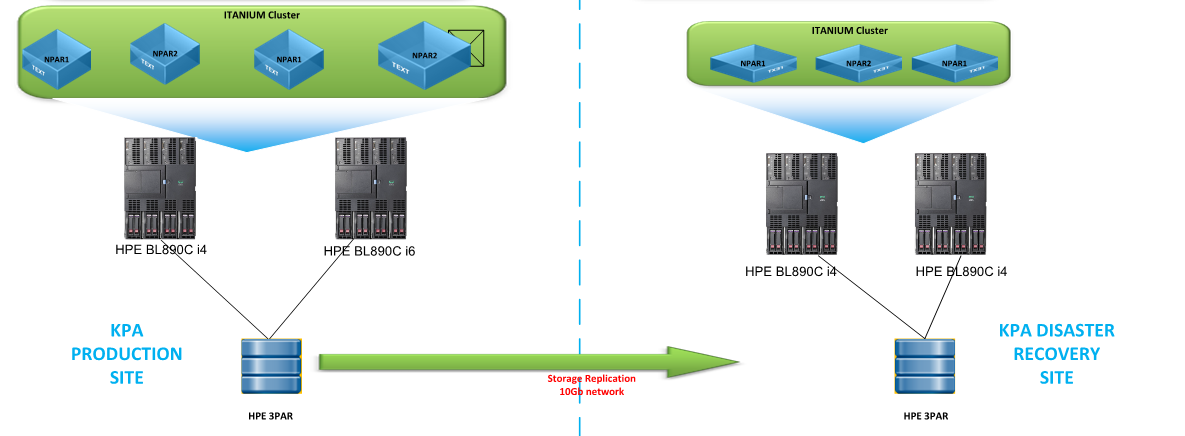 ITANIUM Cluster
NPAR1
TEXT
NPAR2
TEXT
NPAR1
TEXT
NPAR2
TEXT
HPE BL890C i4
HPE BL890C i6
KPA
PRODUCTION
SITE
HPE 3PAR
Storage Replication
10Gb network
ITANIUM Cluster
NPAR1
TEXT
NPAR2
TEXT
NPAR1
TEXT
HPE BL890C i4
HPE BL890C i4
KPA DISASTER
RECOVERY
SITE
HPE 3PAR